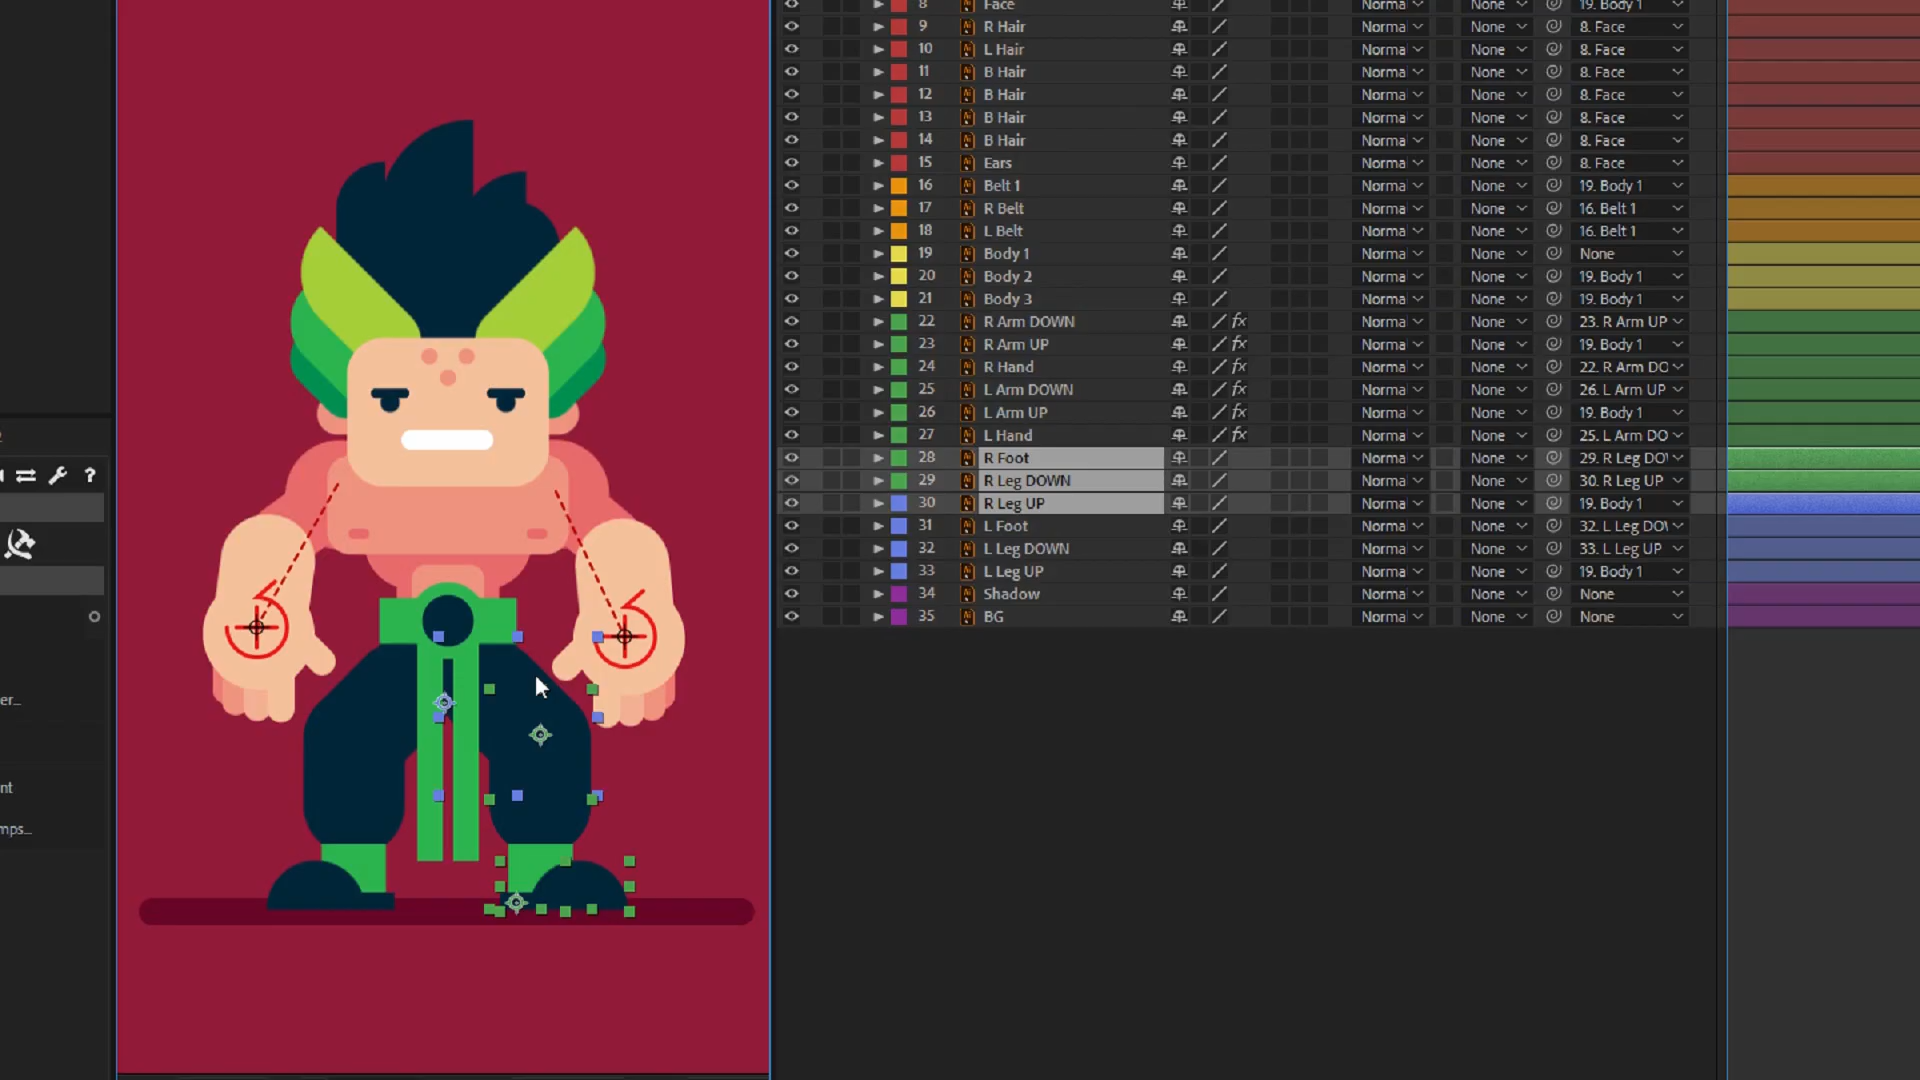 8 Face Norma None 19. Body 1
9 R Hair Norma None 8. Face
10 L Hair Norma None 8. Face
11 B Hair Norma None 8. Face
12 B Hair Norma None 8. Face
13 B Hair Norma None 8. Face
14 B Hair Norma None 8. Face
15 Ears Norma None 8. Face
16 Belt 1 Norma None 19. Body 1
17 R Belt Norma None 16. Belt 1
18 L Belt Norma None 16. Belt 1
19 Body 1 Norma None None
20 Body 2 Norma None 19. Body 1
21 Body 3 Norma None 19. Body 1
22 R Arm DOWN fx Norma None 23. R Arm UP
23 R Arm UP fx Norma None 19. Body 1
24 R Hand fx Norma None 22. R Arm DO
25 L Arm DOWN fx Norma None 26. L Arm UP
26 L Arm UP fx Norma None 19. Body 1
27 L Hand fx Norma None 25. L Arm DO
28 R Foot Norma None 29. R Leg DO
29 R Leg DOWN Norma None 30. R Leg UP
30 R Leg UP Norma None 19. Body 1
31 L Foot Norma None 32. L Leg DO
32 L Leg DOWN Norma None 33. L Leg UP
33 L Leg UP Norma None 19. Body 1
34 Shadow Norma None None
35 BG Norma None None
?
er...
nt
mps...